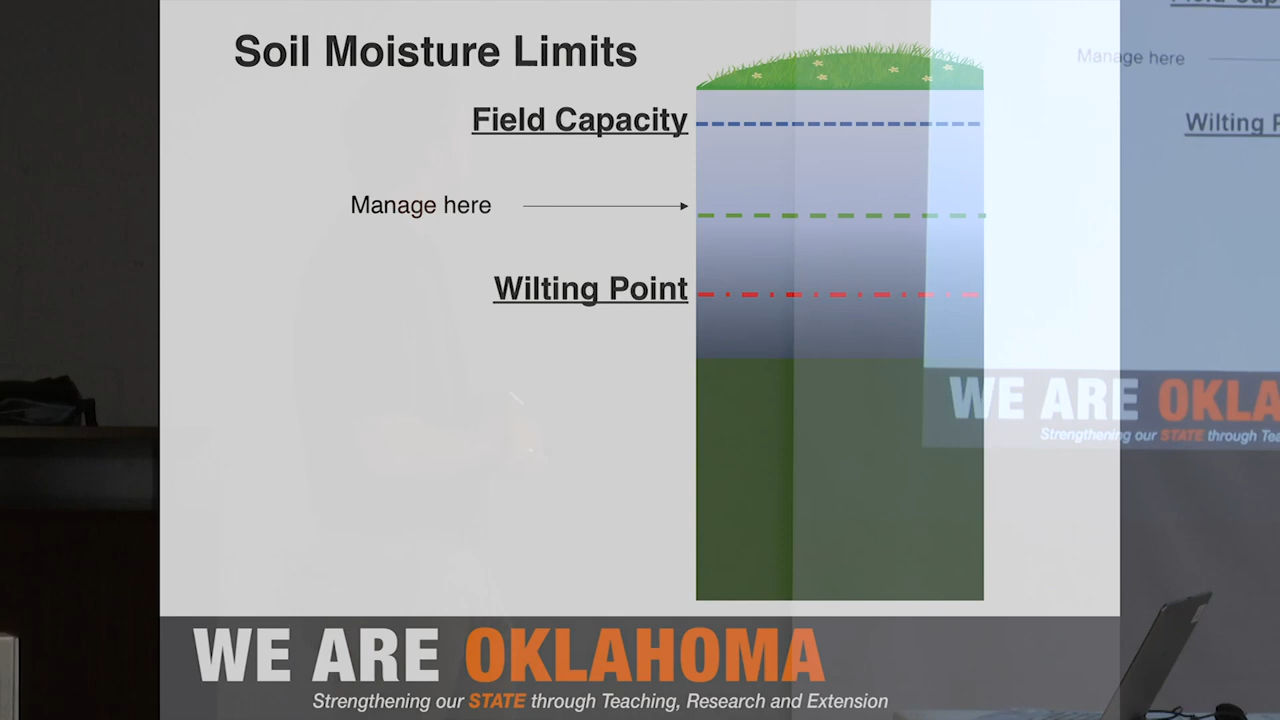 Soil Moisture Limits
Field Capacity
Manage here
Wilting Point
WE ARE OKLAHOMA
Strengthening our STATE through Teaching, Research and Extension
Manage here
Wilting
WE ARE OKLA
Strengthening our STATE through